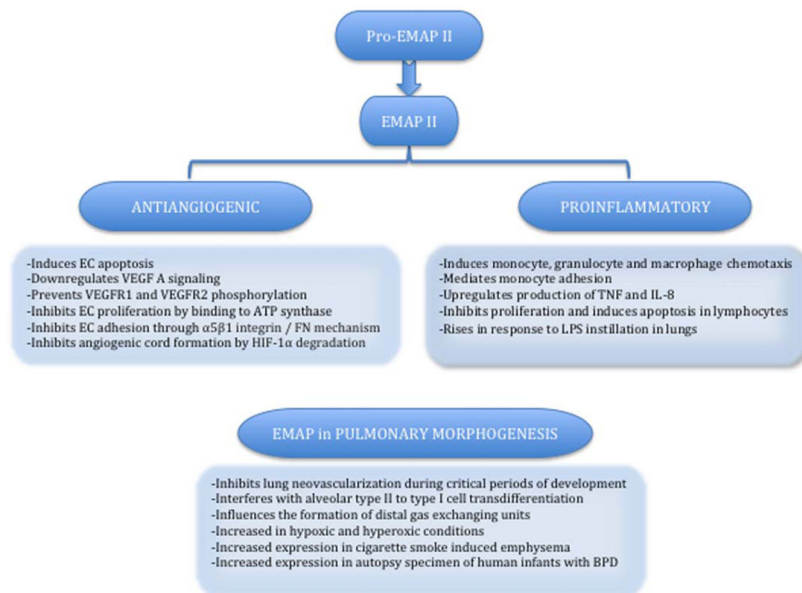 Pro-EMAP II
EMAP II
ANTIANGIOGENIC
-Induces EC apoptosis
-Downregulates VEGF A signaling
-Prevents VEGFR1 and VEGFR2 phosphorylation
-Inhibits EC proliferation by binding to ATP synthase
-Inhibits EC adhesion through α5β1 integrin / FN mechanism
-Inhibits angiogenic cord formation by HIF-1α degradation
PROINFLAMMATORY
-Induces monocyte, granulocyte and macrophage chemotaxis
-Mediates monocyte adhesion
-Upregulates production of TNF and IL-8
-Inhibits proliferation and induces apoptosis in lymphocytes
-Rises in response to LPS instillation in lungs
EMAP in PULMONARY MORPHOGENESIS
-Inhibits lung neovascularization during critical periods of development
-Interferes with alveolar type II to type I cell transdifferentiation
-Influences the formation of distal gas exchanging units
-Increased in hypoxic and hyperoxic conditions
-Increased expression in cigarette smoke induced emphysema
-Increased expression in autopsy specimen of human infants with BPD